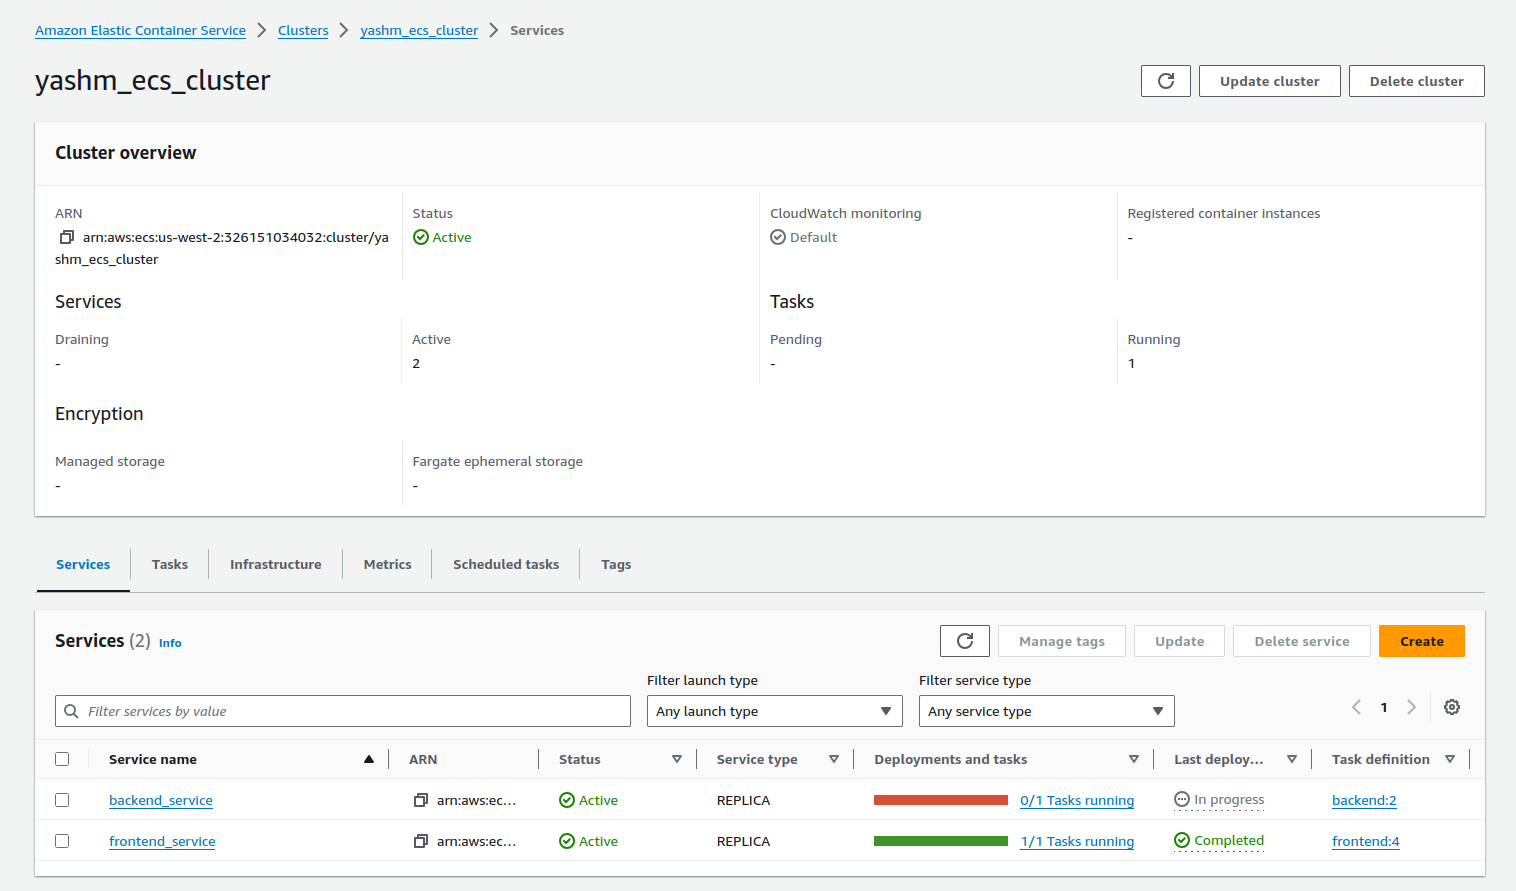 Amazon Elastic Container Service > Clusters > yashm_ecs_cluster > Services
yashm_ecs_cluster
Update cluster
Delete cluster
Cluster overview
ARN
arn:aws:ecs:us-west-2:326151034032:cluster/ya
shm_ecs_cluster
Status
Active
CloudWatch monitoring
Default
Registered container instances
-
Services
Tasks
Draining
-
Active
2
Pending
-
Running
1
Encryption
Managed storage
-
Fargate ephemeral storage
-
Services Tasks Infrastructure Metrics Scheduled tasks Tags
Services (2) Info
Manage tags Update Delete service Create
Filter services by value
Filter launch type
Any launch type
Filter service type
Any service type
1
Service name ARN Status Service type Deployments and tasks Last deploy... Task definition
backend_service arn:aws:ec... Active REPLICA 0/1 Tasks running In progress backend:2
frontend_service arn:aws:ec... Active REPLICA 1/1 Tasks running Completed frontend:4